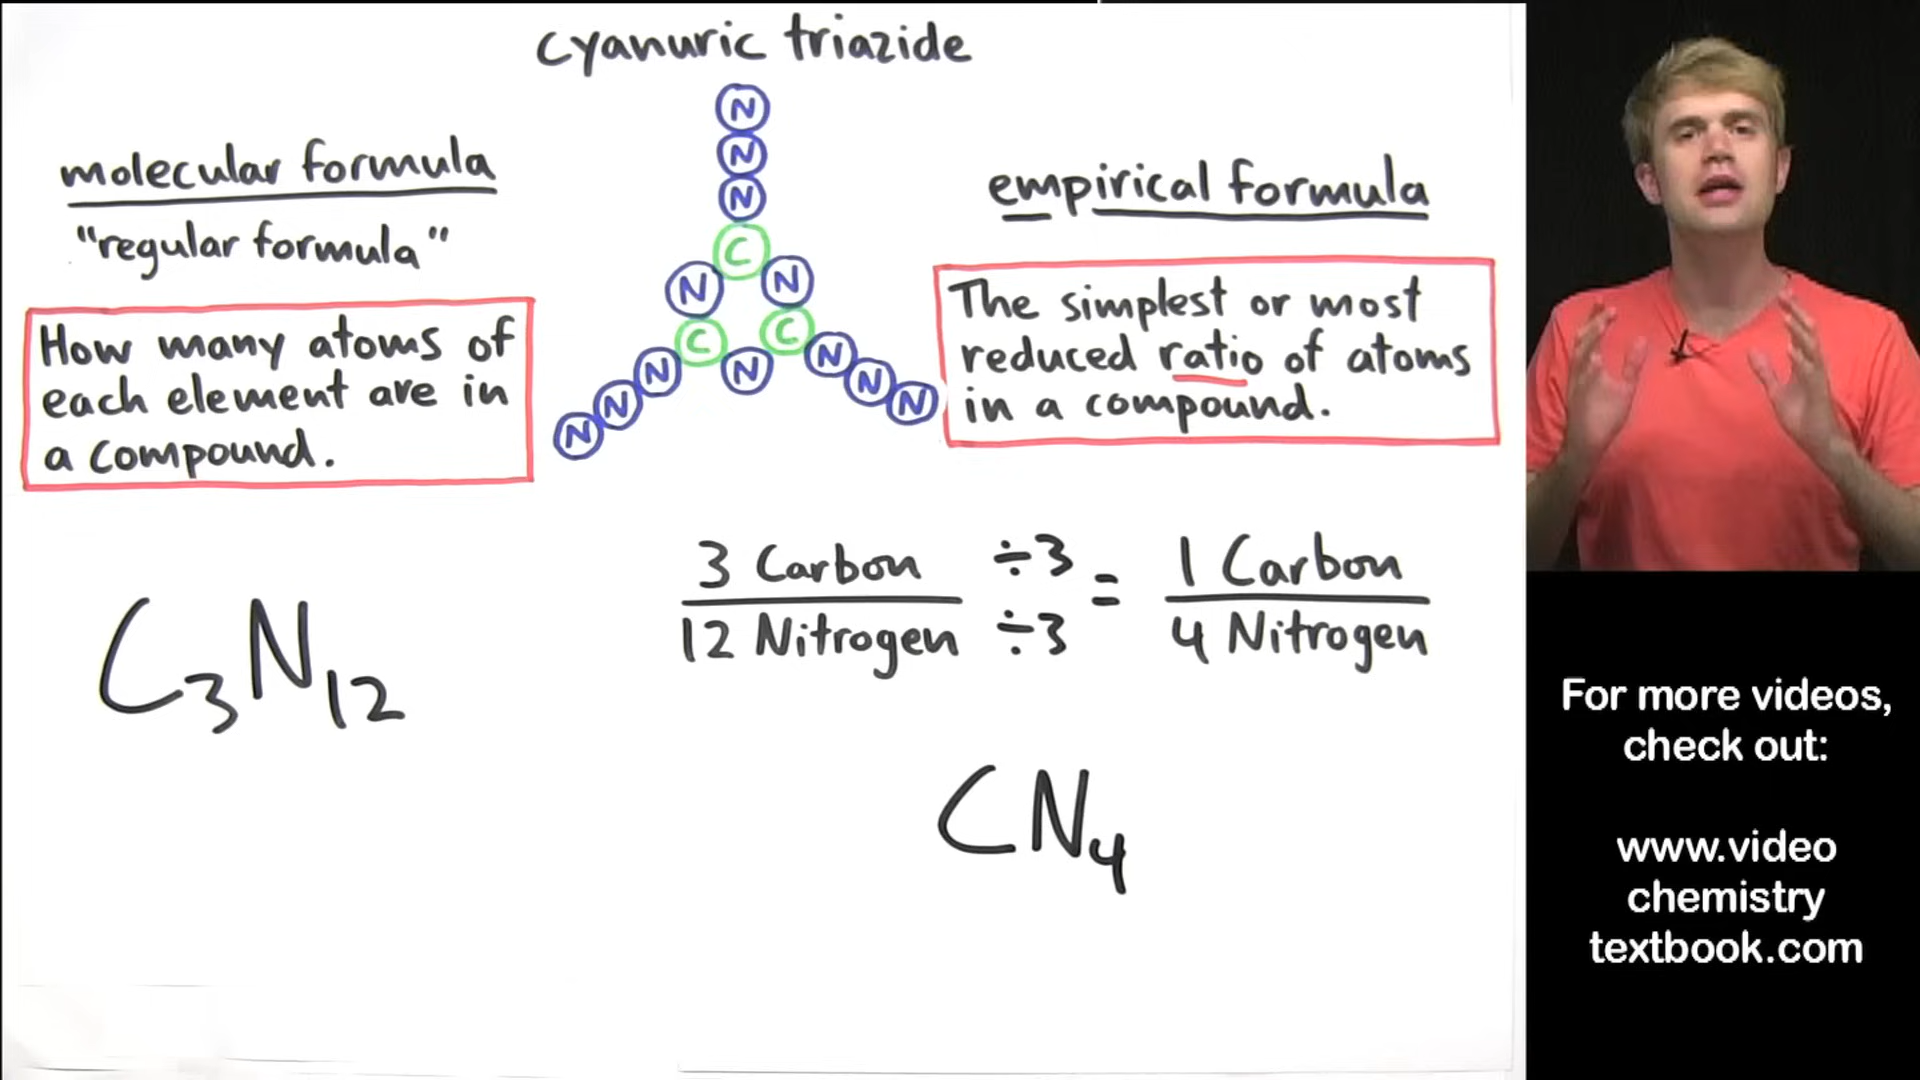 cyanuric triazide
molecular formula
"regular formula"
How many atoms of
each element are in
a compound.
N
N
N
C
N N
C C
N N N N N N N
empirical formula
The simplest or most
reduced ratio of atoms
in a compound.
C₃N₁₂
3 Carbon ÷3 = 1 Carbon
12 Nitrogen ÷3 4 Nitrogen
CN₄
For more videos,
check out:
www.video
chemistry
textbook.com